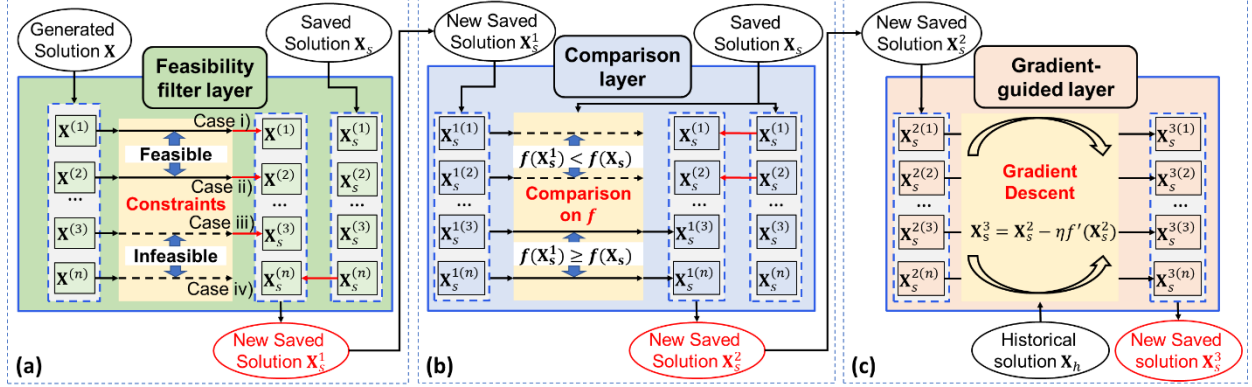 Generated
Solution X
Saved
Solution X_s
Feasibility
filter layer
X^(1)
Case i)
X^(1)
X_s^(1)
Feasible
X^(2)
Case ii)
X^(2)
X_s^(2)
...
Constraints
...
...
X^(3)
Case iii)
X_s^(3)
X_s^(3)
Infeasible
X^(n)
Case iv)
X_s^(n)
X_s^(n)
(a)
New Saved
Solution X_s^1
New Saved
Solution X_s^1
Saved
Solution X_s
Comparison
layer
X_s^1(1)
X_s^(1)
X_s^(1)
f(X_s^1) < f(X_s)
X_s^1(2)
X_s^(2)
X_s^(2)
...
Comparison
on f
...
...
X_s^1(3)
X_s^1(3)
X_s^(3)
f(X_s^1) ≥ f(X_s)
X_s^1(n)
X_s^1(n)
X_s^(n)
(b)
New Saved
Solution X_s^2
New Saved
Solution X_s^2
Gradient-
guided layer
X_s^2(1)
X_s^3(1)
X_s^2(2)
Gradient
Descent
X_s^3(2)
...
...
X_s^2(3)
X_s^3 = X_s^2 − ηf′(X_s^2)
X_s^3(3)
X_s^2(n)
X_s^3(n)
(c)
Historical
solution X_h
New Saved
solution X_s^3